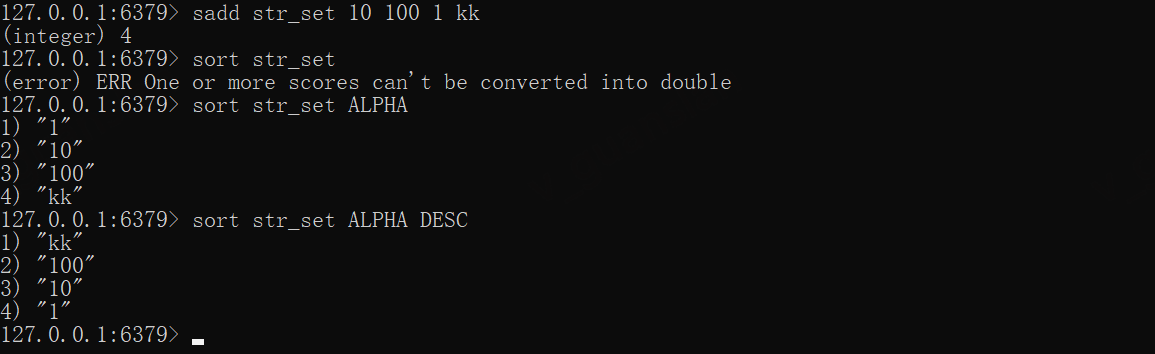 127.0.0.1:6379> sadd str_set 10 100 1 kk
(integer) 4
127.0.0.1:6379> sort str_set
(error) ERR One or more scores can't be converted into double
127.0.0.1:6379> sort str_set ALPHA
1) "1"
2) "10"
3) "100"
4) "kk"
127.0.0.1:6379> sort str_set ALPHA DESC
1) "kk"
2) "100"
3) "10"
4) "1"
127.0.0.1:6379>